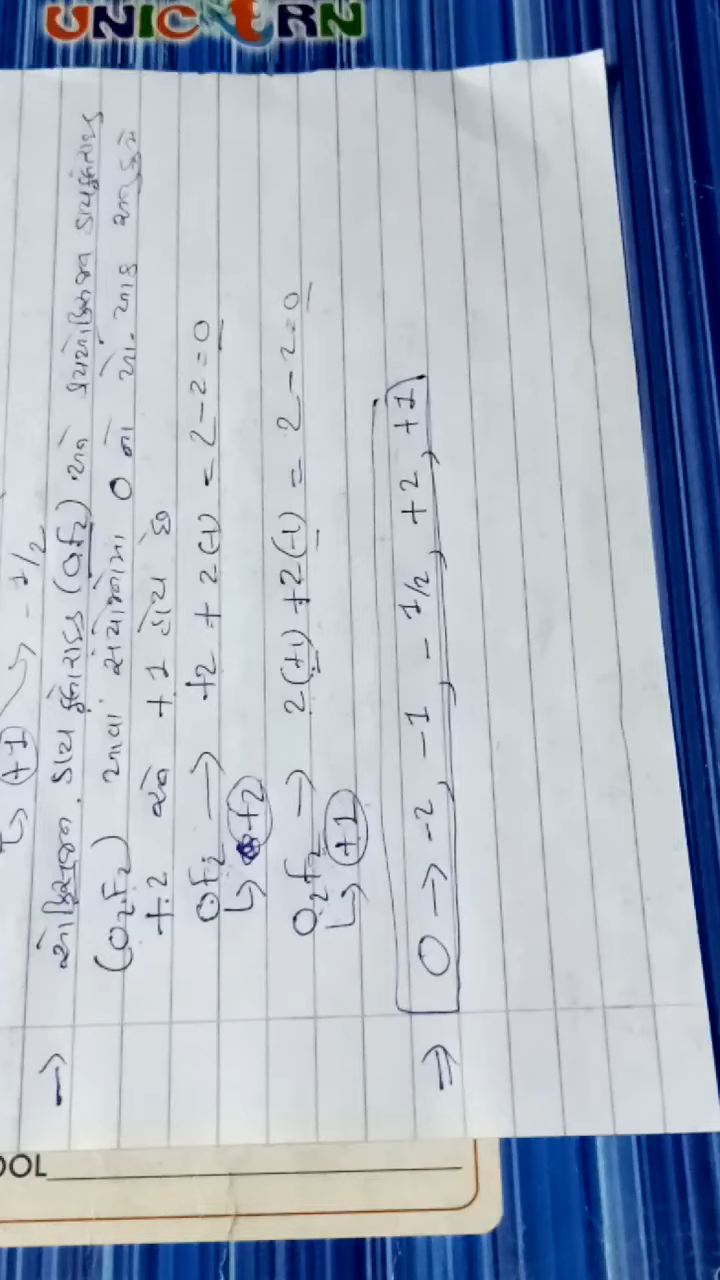 UNICORN
↳ (+1) ↘ -1/2
→ ઓક્સિજન ડાય ફ્લોરાઇડ (OF₂) અને ડાયઓક્સિજન ડાયફ્લોરાઇડ
(O₂F₂) આવાં સંયોજનોમાં O નો ઓ. આંક અનુક્રમે
+2 અને +1 હોય છે
OF₂ → +2 + 2(-1) = 2-2=0
↳ +2
O₂F₂ → 2(+1) +2(-1) = 2-2=0
↳ +1
⇒ O → -2, -1, -1/2, +2, +1
OOL